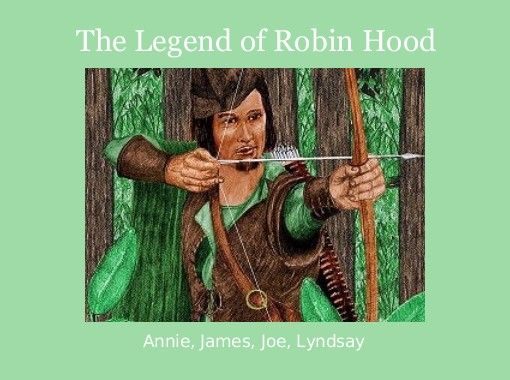 The Legend of Robin Hood
Annie, James, Joe, Lyndsay